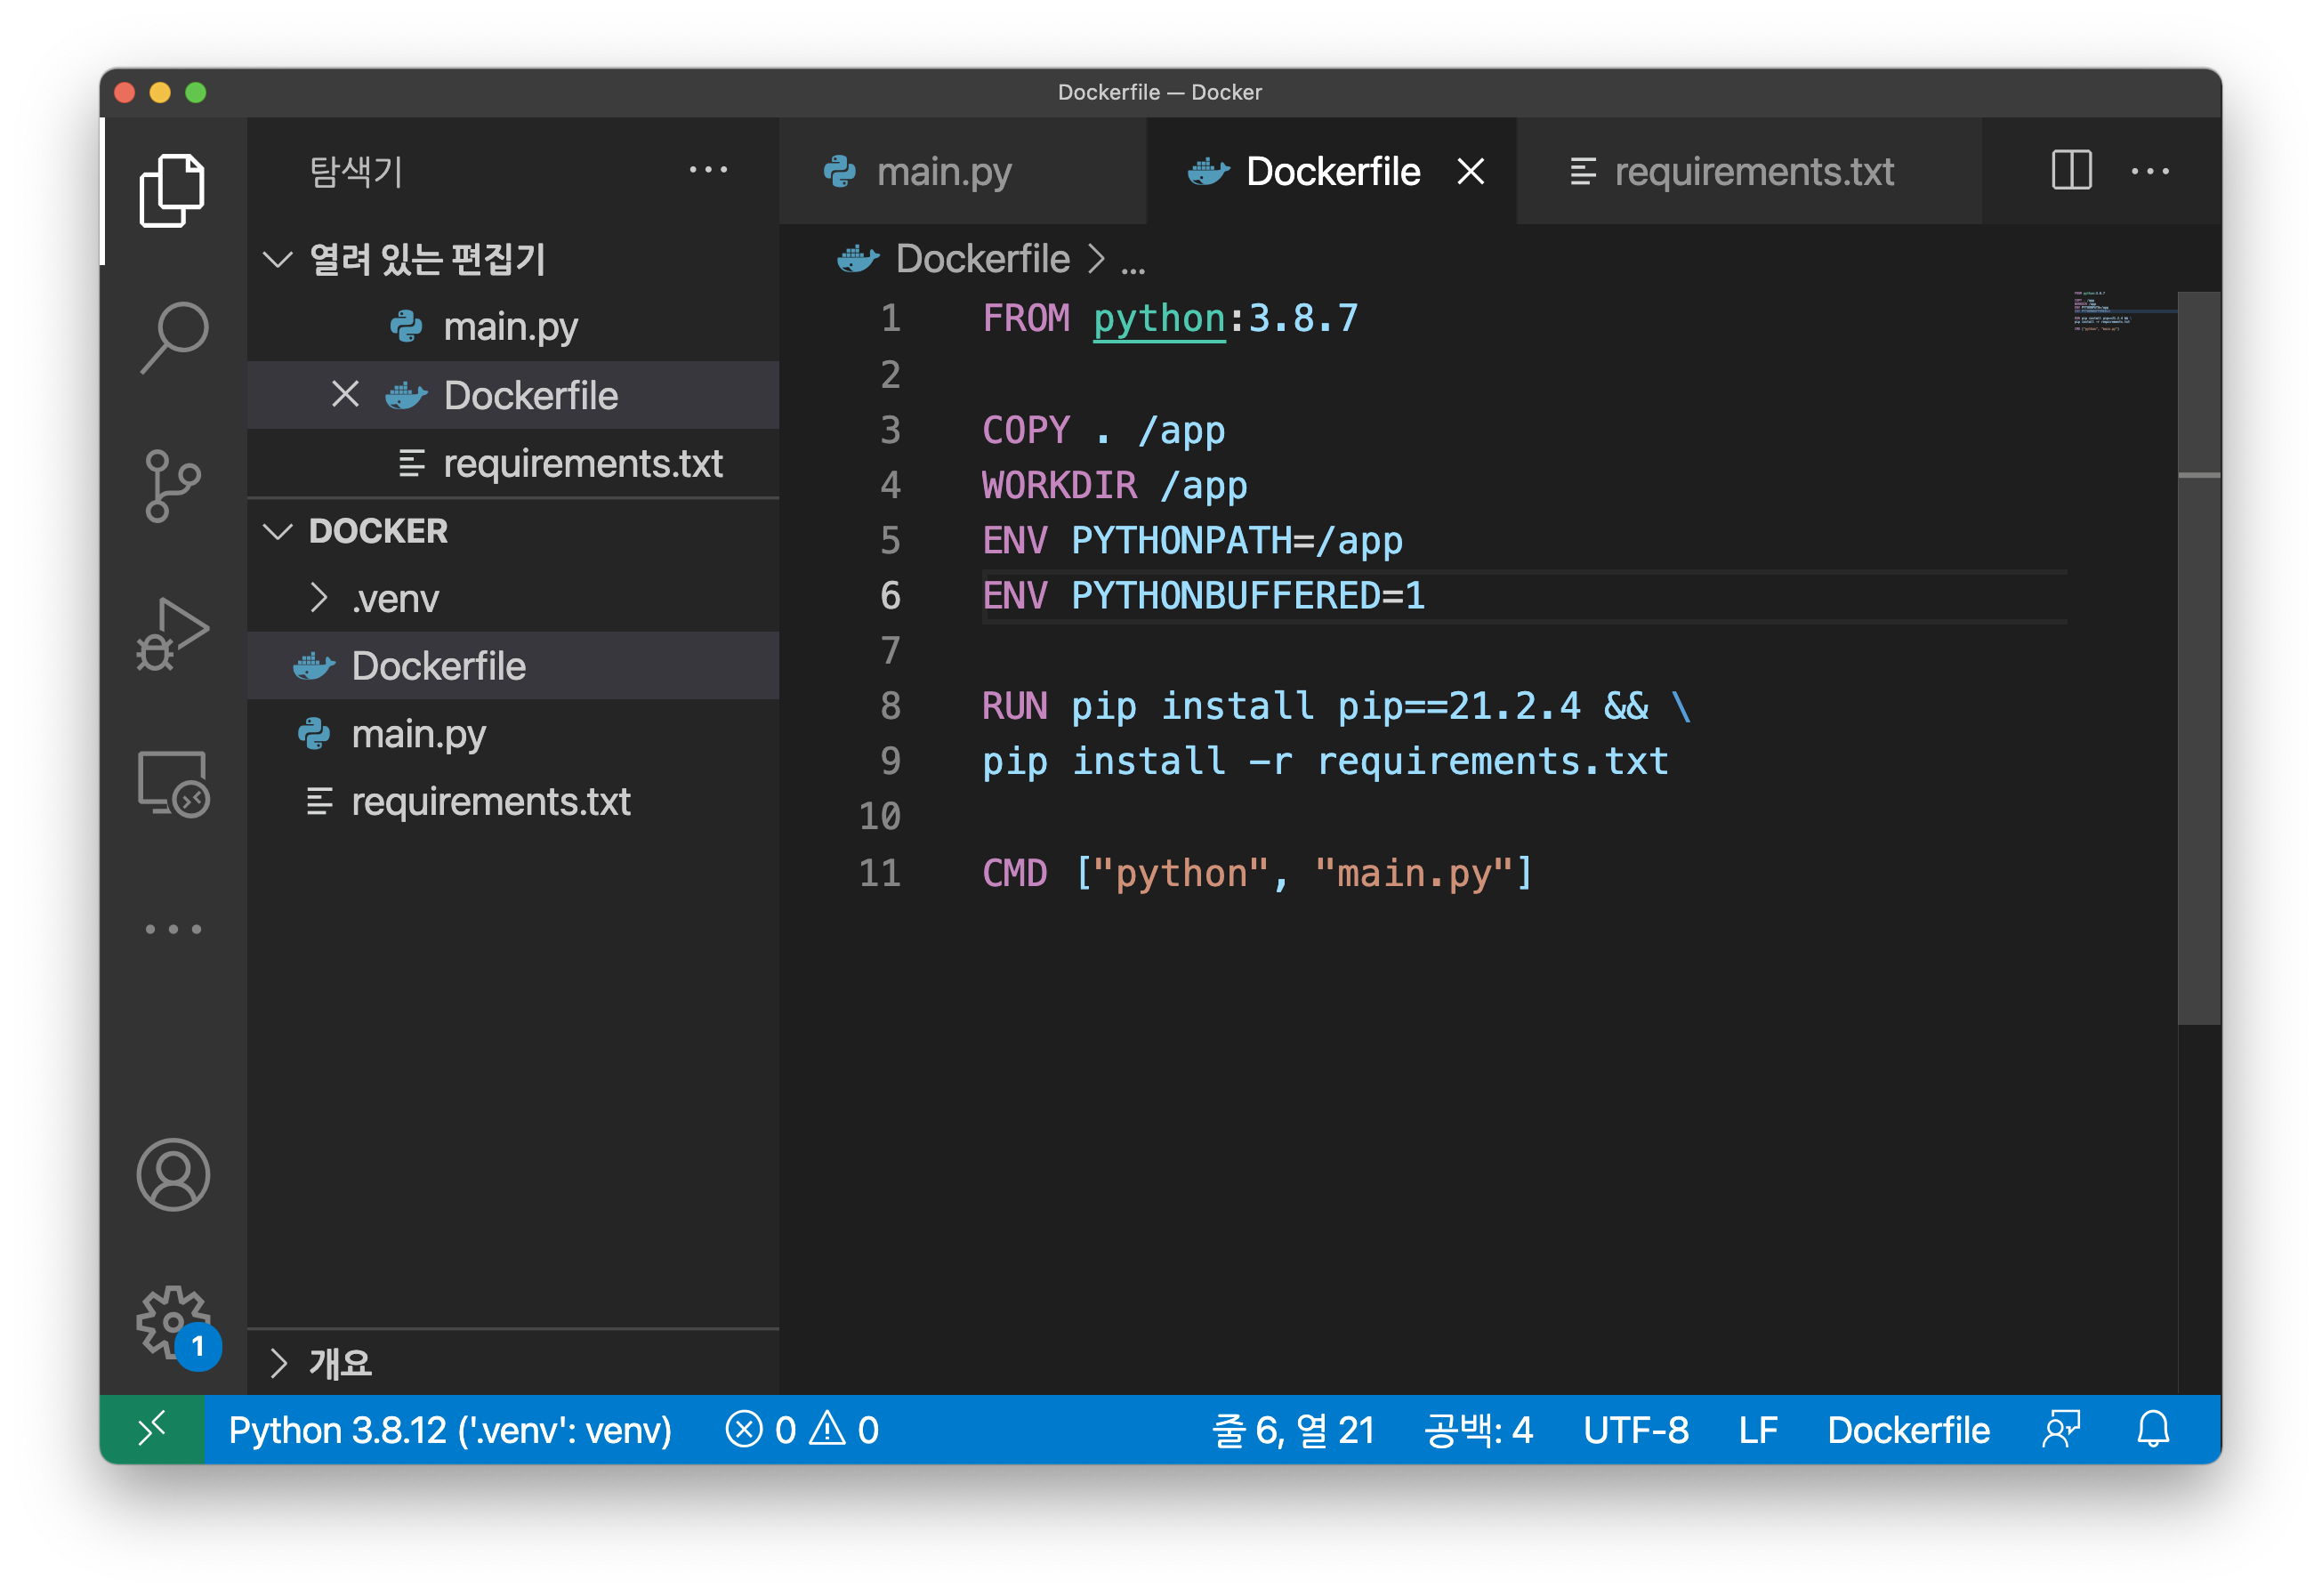 Dockerfile — Docker
탐색기
main.py
Dockerfile
requirements.txt
열려 있는 편집기
main.py
Dockerfile
requirements.txt
DOCKER
.venv
Dockerfile
main.py
requirements.txt
개요
Dockerfile > ...
1 FROM python:3.8.7
2
3 COPY . /app
4 WORKDIR /app
5 ENV PYTHONPATH=/app
6 ENV PYTHONBUFFERED=1
7
8 RUN pip install pip==21.2.4 && \
9 pip install -r requirements.txt
10
11 CMD ["python", "main.py"]
1
Python 3.8.12 ('.venv': venv) 0 0 줄 6, 열 21 공백: 4 UTF-8 LF Dockerfile